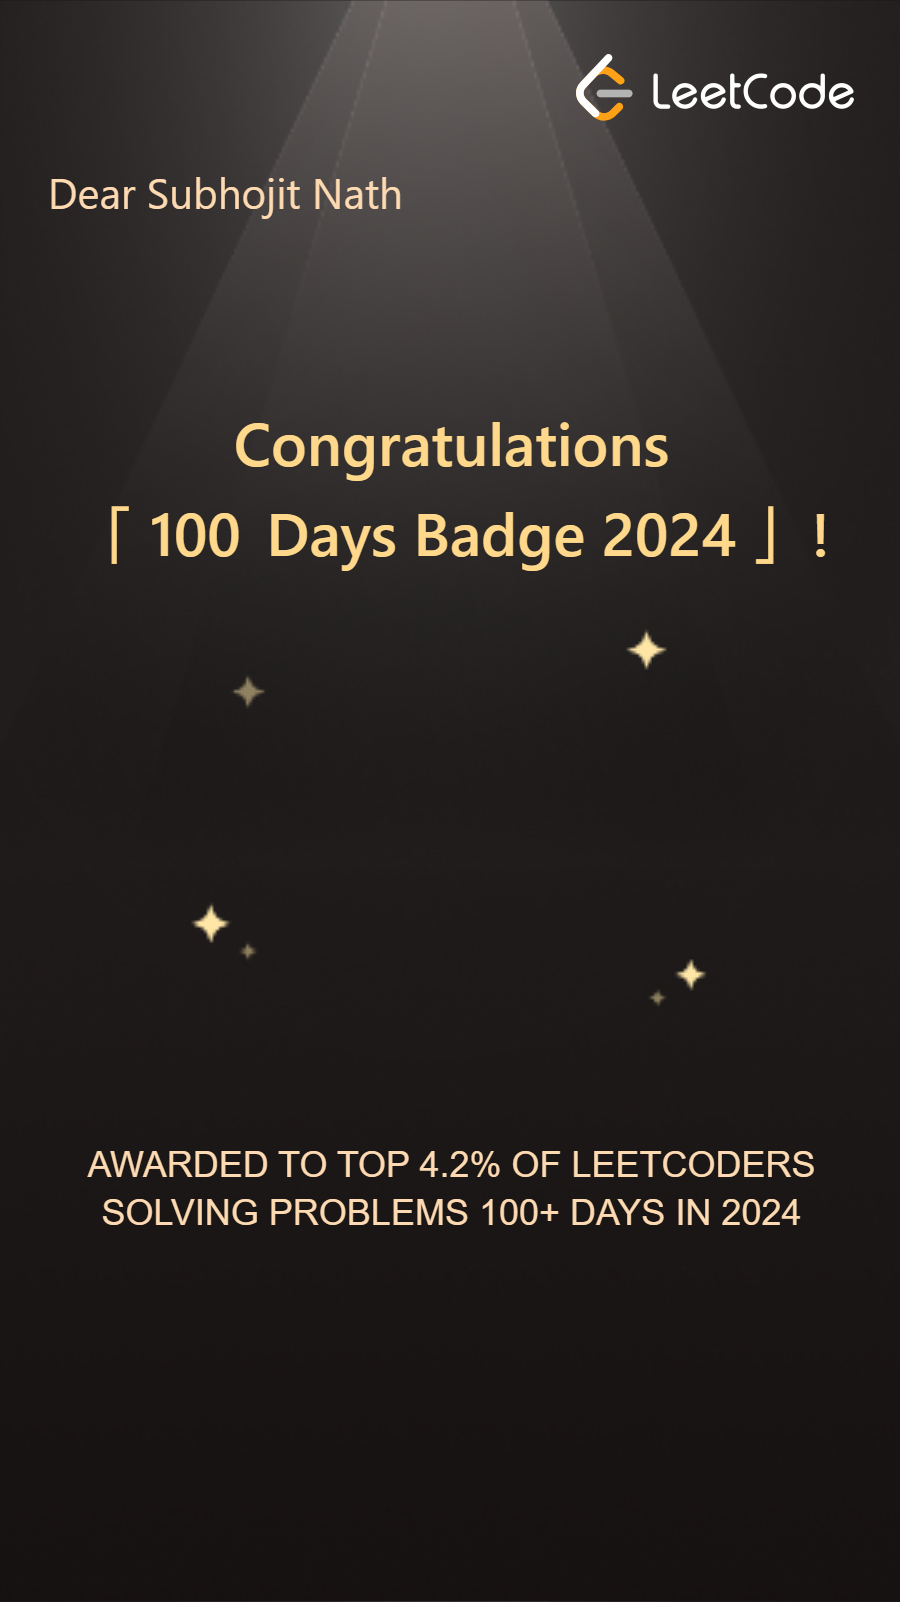 LeetCode
Dear Subhojit Nath
Congratulations
「 100 Days Badge 2024 」 !
AWARDED TO TOP 4.2% OF LEETCODERS
SOLVING PROBLEMS 100+ DAYS IN 2024